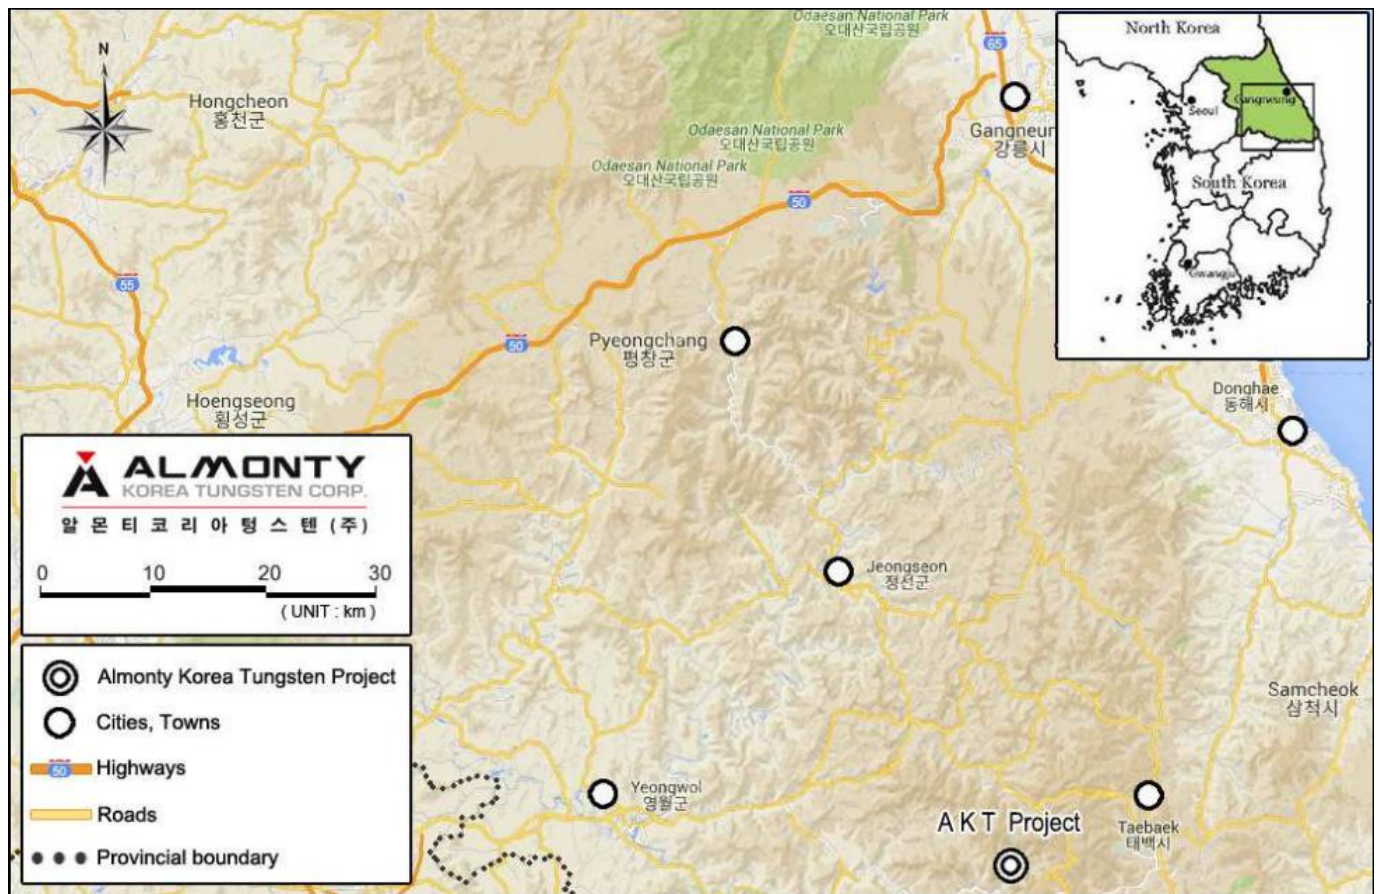 Odaesan National Park
오대산국립공원
65
North Korea
N
Hongcheon
홍천군
Seoul
Gangneung
Odaesan National Park
오대산국립공원
Gangneun
강릉시
Odaesan National Park
오대산국립공원
South Korea
50
Gwangju
55
50
Pyeongchang
평창군
Hoengseong
횡성군
Donghae
동해시
ALMONTY
KOREA TUNGSTEN CORP.
알몬티코리아텅스텐(주)
0 10 20 30
( UNIT : km )
Jeongseon
정선군
Almonty Korea Tungsten Project
Cities, Towns
50 Highways
Roads
Provincial boundary
Samcheok
삼척시
Yeongwol
영월군
A K T Project
Taebaek
태백시